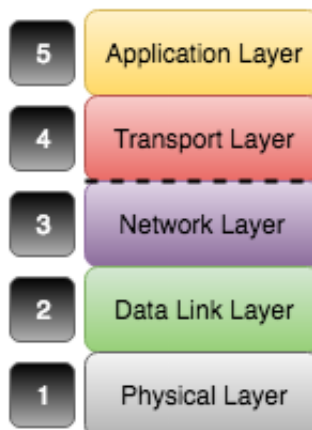 5 Application Layer
4 Transport Layer
3 Network Layer
2 Data Link Layer
1 Physical Layer